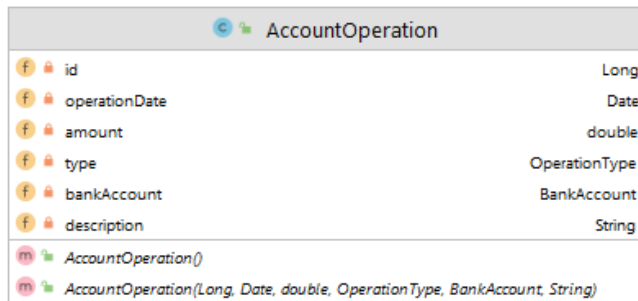 AccountOperation
id Long
operationDate Date
amount double
type OperationType
bankAccount BankAccount
description String
AccountOperation()
AccountOperation(Long, Date, double, OperationType, BankAccount, String)